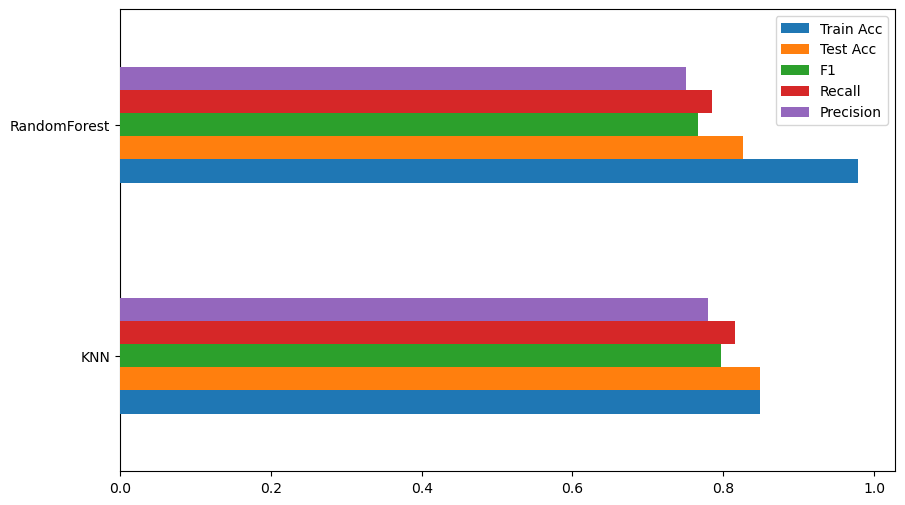 Train Acc
Test Acc
F1
Recall
Precision
RandomForest
KNN
0.0 0.2 0.4 0.6 0.8 1.0